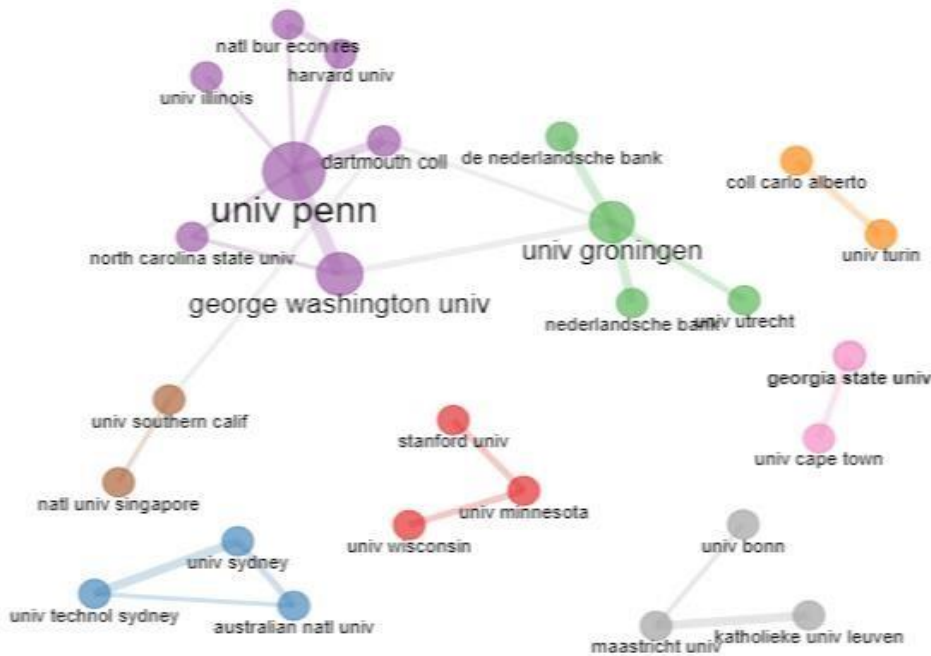 natl bur econ res
harvard univ
univ illinois
dartmouth coll
de nederlandsche bank
coll carlo alberto
univ penn
univ groningen
univ turin
north carolina state univ
george washington univ
nederlandsche bank
univ utrecht
georgia state univ
univ southern calif
stanford univ
univ cape town
natl univ singapore
univ minnesota
univ wisconsin
univ bonn
univ sydney
univ technol sydney
australian natl univ
maastricht univ
katholieke univ leuven